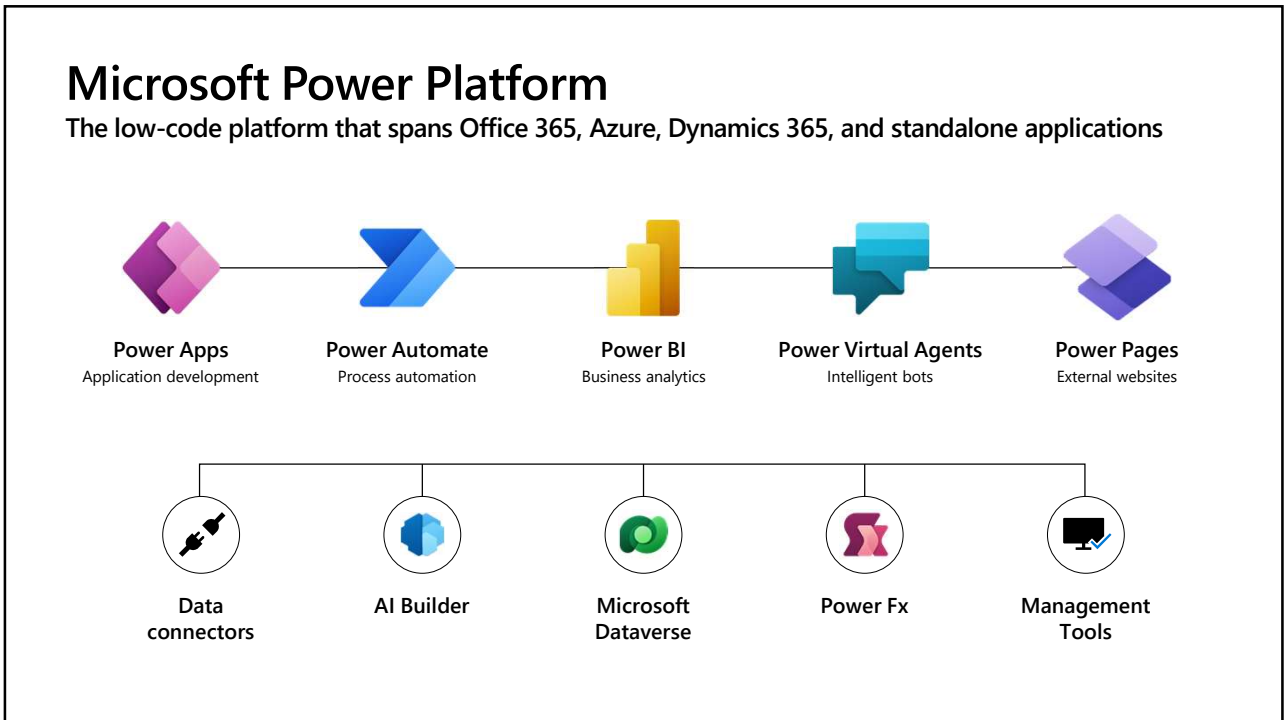 Microsoft Power Platform
The low-code platform that spans Office 365, Azure, Dynamics 365, and standalone applications
Power Apps
Application development
Power Automate
Process automation
Power BI
Business analytics
Power Virtual Agents
Intelligent bots
Power Pages
External websites
Data
connectors
AI Builder
Microsoft
Dataverse
Power Fx
Management
Tools